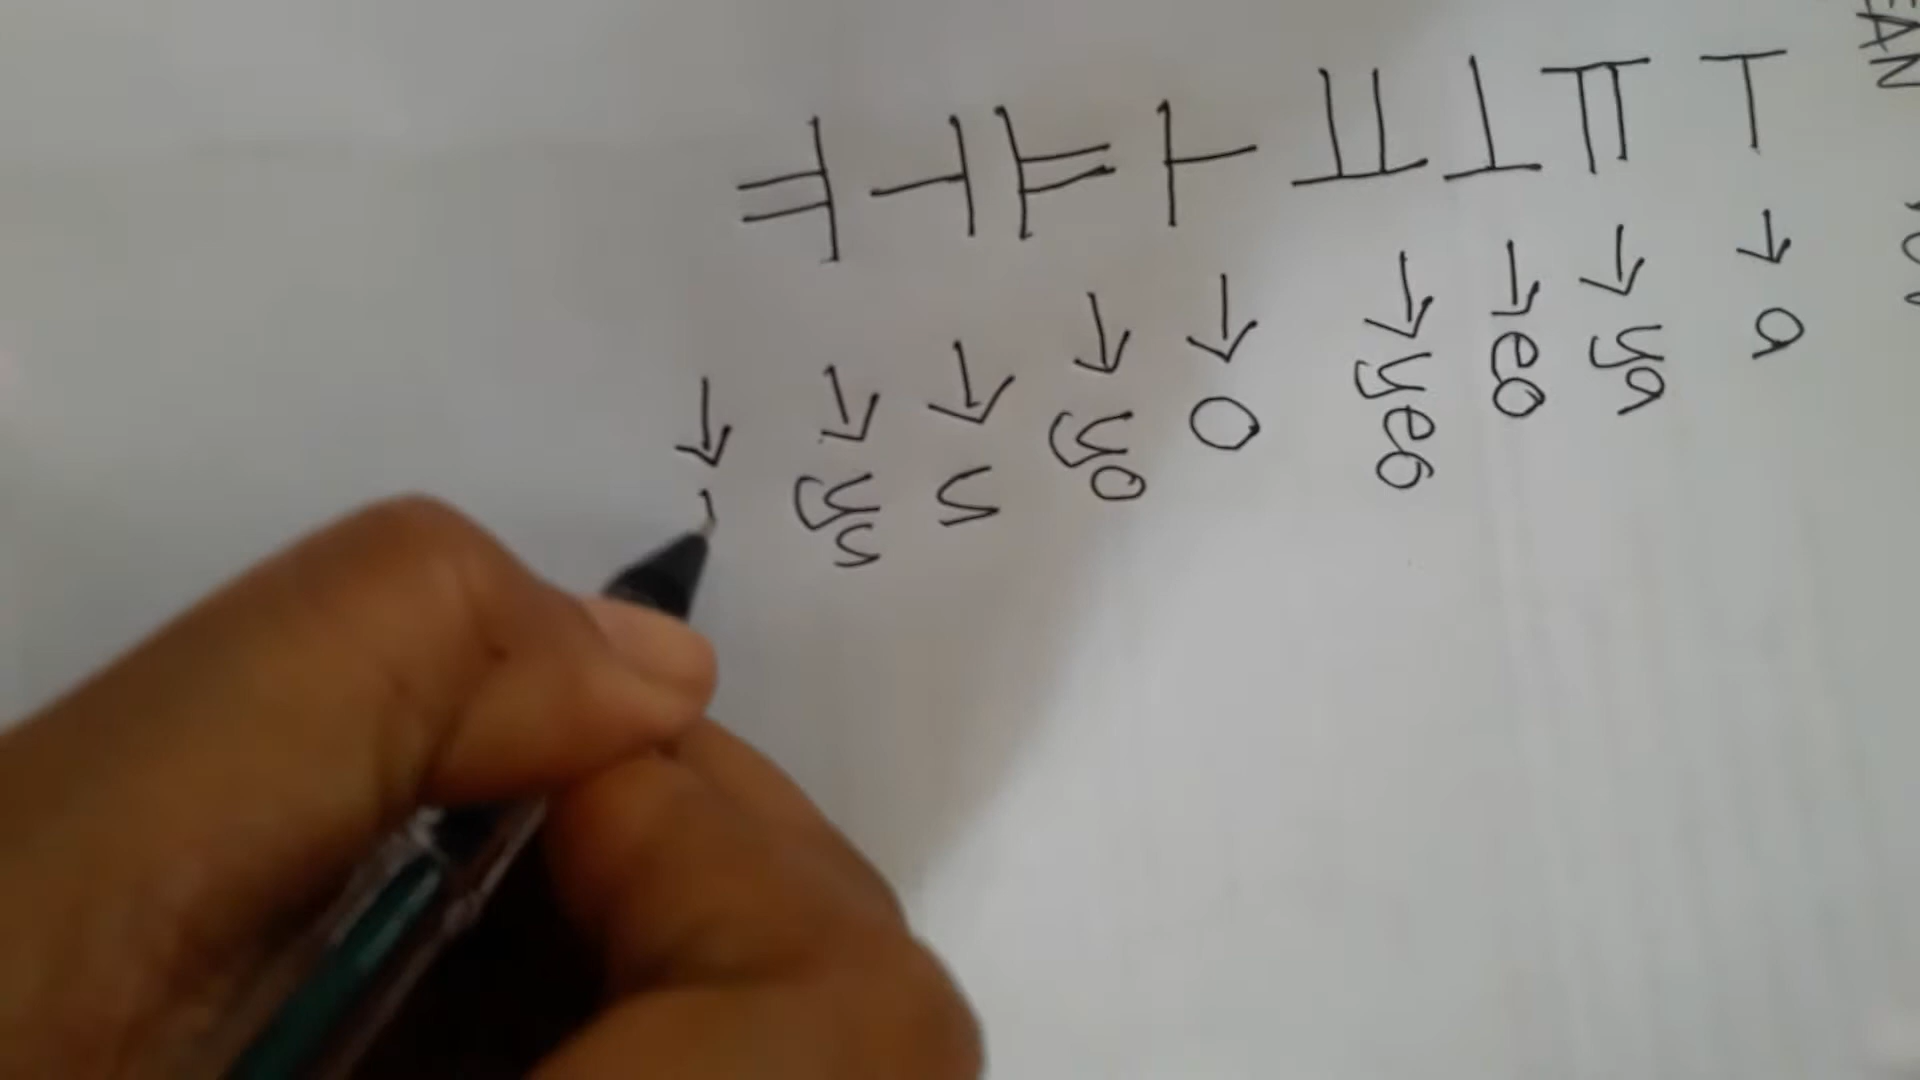 ㅏ → a
ㅑ → ya
ㅓ → eo
ㅕ → yeo
ㅗ → o
ㅛ → yo
ㅜ → u
ㅠ → yu
→